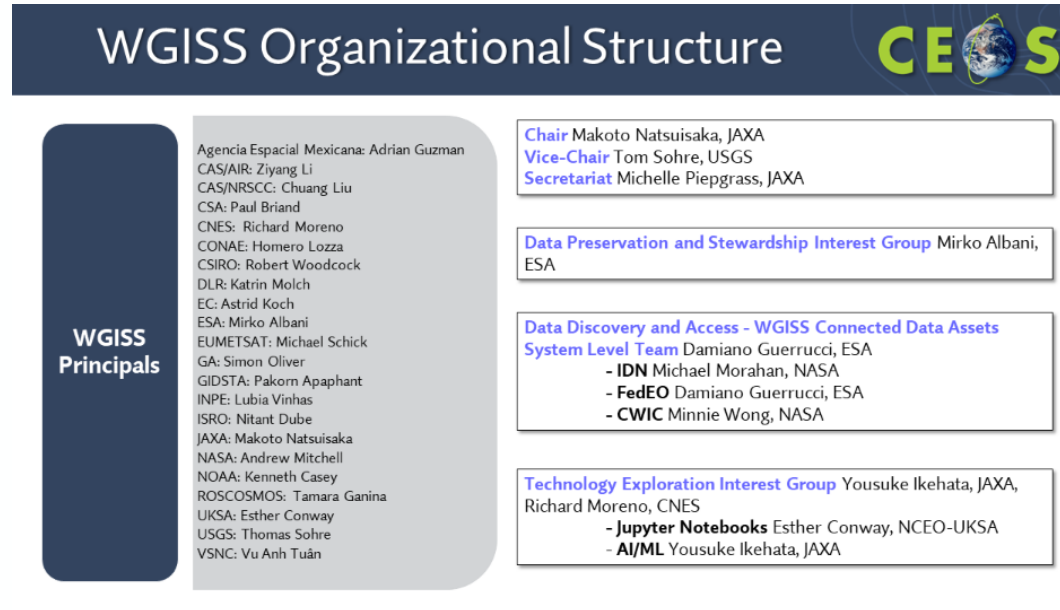 WGISS Organizational Structure
CEOS
WGISS
Principals
Agencia Espacial Mexicana: Adrian Guzman
CAS/AIR: Ziyang Li
CAS/NRSCC: Chuang Liu
CSA: Paul Briand
CNES: Richard Moreno
CONAE: Homero Lozza
CSIRO: Robert Woodcock
DLR: Katrin Molch
EC: Astrid Koch
ESA: Mirko Albani
EUMETSAT: Michael Schick
GA: Simon Oliver
GIDSTA: Pakorn Apaphant
INPE: Lubia Vinhas
ISRO: Nitant Dube
JAXA: Makoto Natsuisaka
NASA: Andrew Mitchell
NOAA: Kenneth Casey
ROSCOSMOS: Tamara Ganina
UKSA: Esther Conway
USGS: Thomas Sohre
VSNC: Vu Anh Tuân
Chair Makoto Natsuisaka, JAXA
Vice-Chair Tom Sohre, USGS
Secretariat Michelle Piepgrass, JAXA
Data Preservation and Stewardship Interest Group Mirko Albani,
ESA
Data Discovery and Access - WGISS Connected Data Assets
System Level Team Damiano Guerrucci, ESA
- IDN Michael Morahan, NASA
- FedEO Damiano Guerrucci, ESA
- CWIC Minnie Wong, NASA
Technology Exploration Interest Group Yousuke Ikehata, JAXA,
Richard Moreno, CNES
- Jupyter Notebooks Esther Conway, NCEO-UKSA
- AI/ML Yousuke Ikehata, JAXA